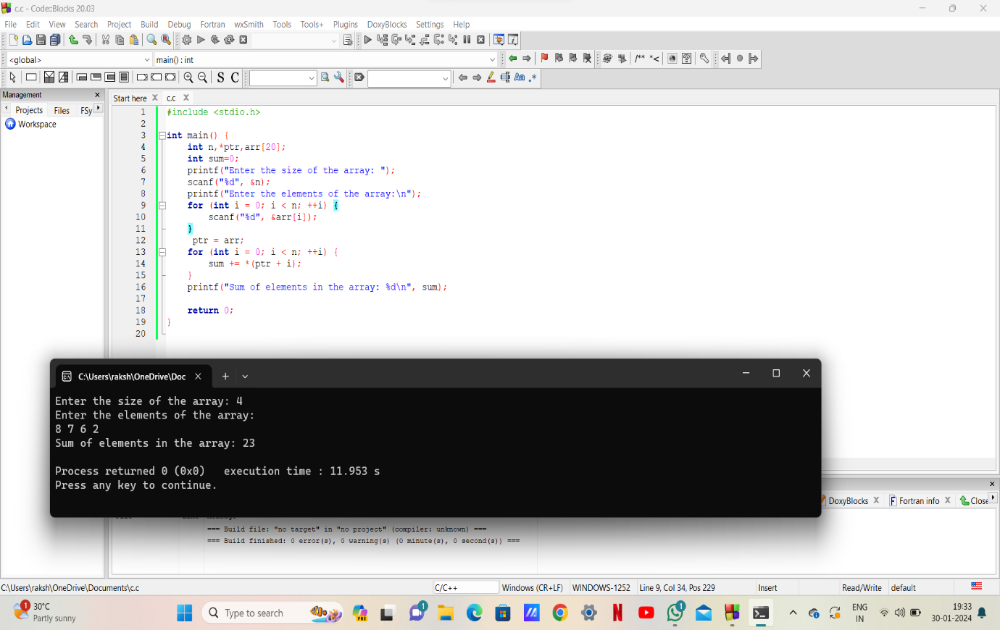 c.c - Code::Blocks 20.03
File Edit View Search Project Build Debug Fortran wxSmith Tools Tools+ Plugins DoxyBlocks Settings Help
<global> main() : int
/** *<
S C Aa .*
Management
Start here c.c
Projects Files FSy
Workspace
1 #include <stdio.h>
2
3 int main() {
4 int n,*ptr,arr[20];
5 int sum=0;
6 printf("Enter the size of the array: ");
7 scanf("%d", &n);
8 printf("Enter the elements of the array:\n");
9 for (int i = 0; i < n; ++i) {
10 scanf("%d", &arr[i]);
11 }
12 ptr = arr;
13 for (int i = 0; i < n; ++i) {
14 sum += *(ptr + i);
15 }
16 printf("Sum of elements in the array: %d\n", sum);
17
18 return 0;
19 }
20
C:\Users\raksh\OneDrive\Doc
Enter the size of the array: 4
Enter the elements of the array:
8 7 6 2
Sum of elements in the array: 23
Process returned 0 (0x0) execution time : 11.953 s
Press any key to continue.
DoxyBlocks Fortran info Close
=== Build file: "no target" in "no project" (compiler: unknown) ===
=== Build finished: 0 error(s), 0 warning(s) (0 minute(s), 0 second(s)) ===
C:\Users\raksh\OneDrive\Documents\c.c C/C++ Windows (CR+LF) WINDOWS-1252 Line 9, Col 34, Pos 229 Insert Read/Write default
1 30°C
Partly sunny
Type to search
PRE
1
1
ENG
IN
19:33
30-01-2024